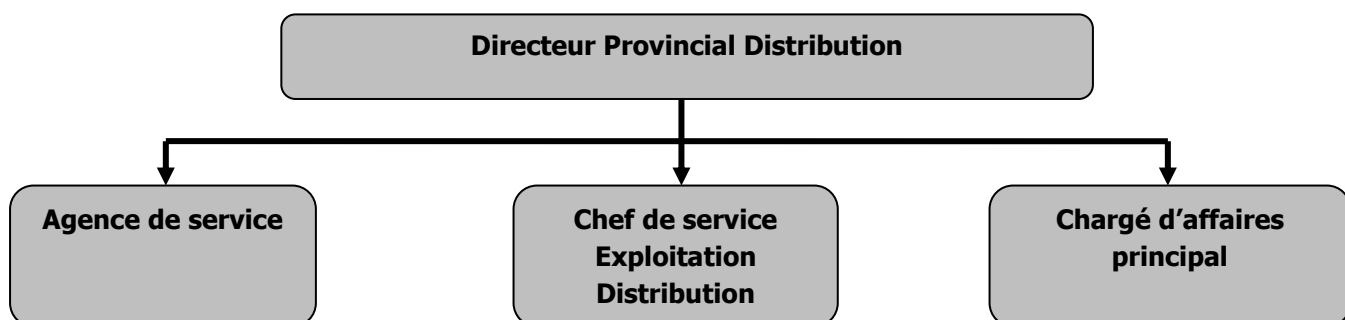 Directeur Provincial Distribution
Agence de service
Chef de service
Exploitation
Distribution
Chargé d’affaires
principal